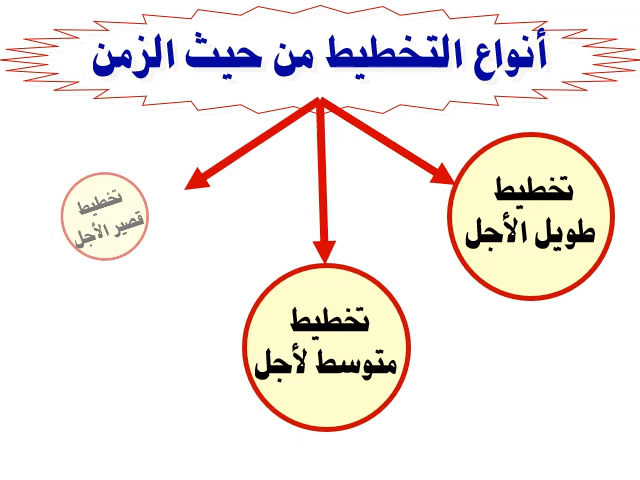 أنواع التخطيط من حيث الزمن
تخطيط
طويل الأجل
تخطيط
متوسط لأجل
تخطيط
قصير الأجل